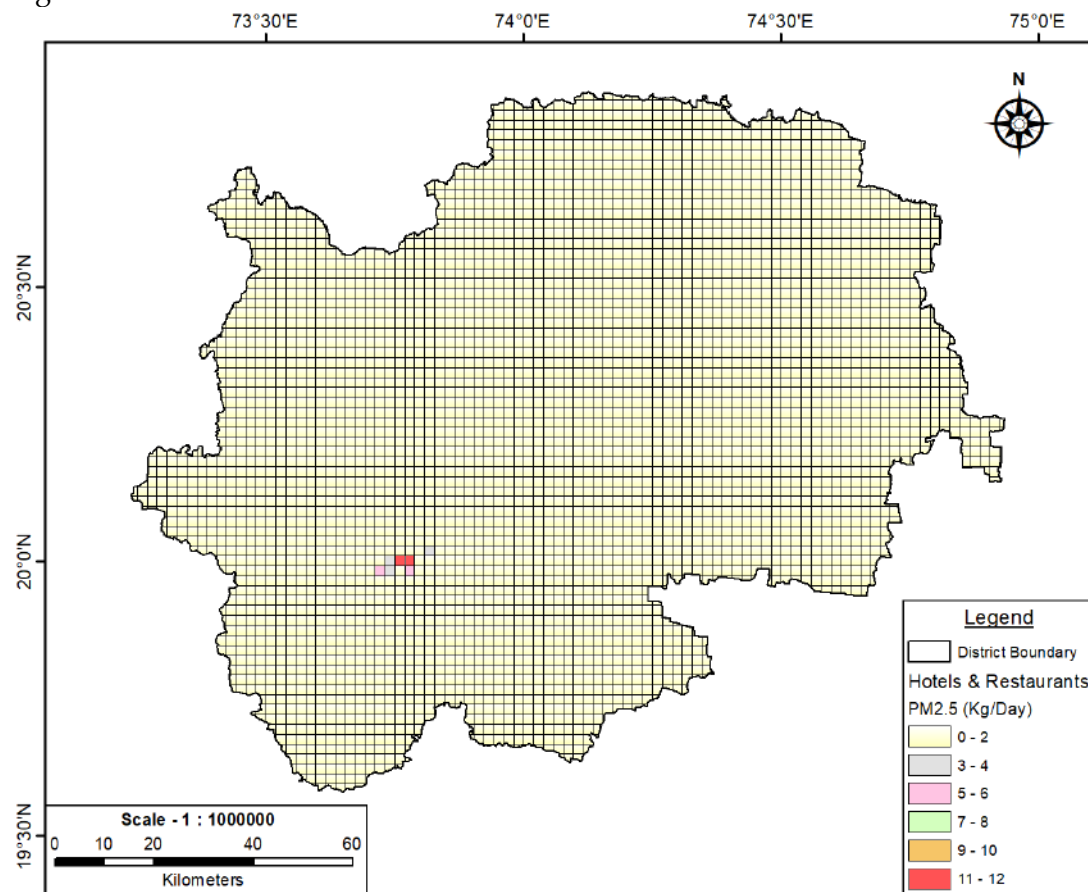 73°30'E 74°0'E 74°30'E 75°0'E
N
20°30'N
20°0'N
19°30'N
Legend
District Boundary
Hotels & Restaurants
PM2.5 (Kg/Day)
0 - 2
3 - 4
5 - 6
7 - 8
9 - 10
11 - 12
Scale - 1 : 1000000
0 10 20 40 60
Kilometers